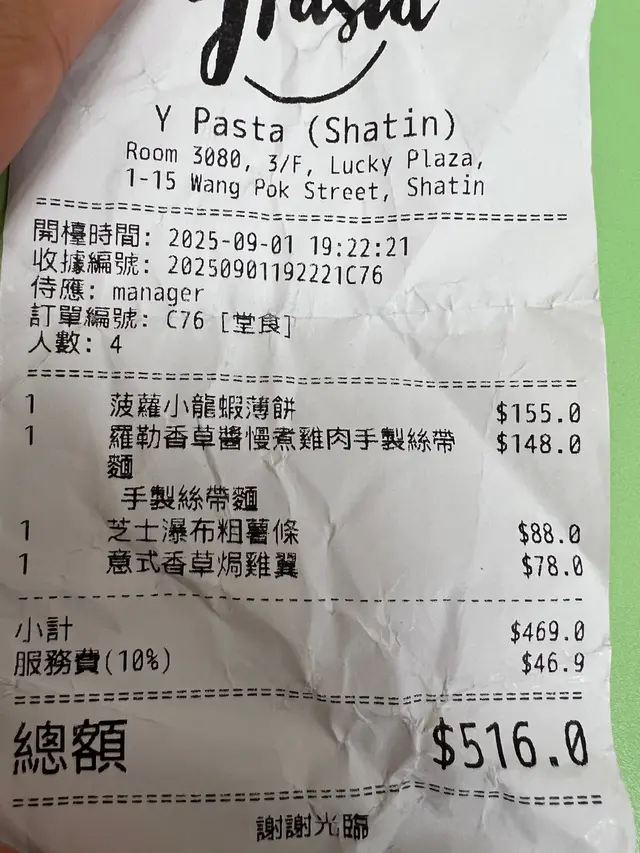 Y Pasta (Shatin)
Room 3080, 3/F, Lucky Plaza,
1-15 Wang Pok Street, Shatin
開檯時間: 2025-09-01 19:22:21
收據編號: 20250901192221C76
侍應: manager
訂單編號: C76 [堂食]
人數: 4
1 菠蘿小龍蝦薄餅 $155.0
1 羅勒香草醬慢煮雞肉手製絲帶 $148.0
麵
手製絲帶麵
1 芝士瀑布粗薯條 $88.0
1 意式香草焗雞翼 $78.0
小計 $469.0
服務費(10%) $46.9
總額 $516.0
謝謝光臨